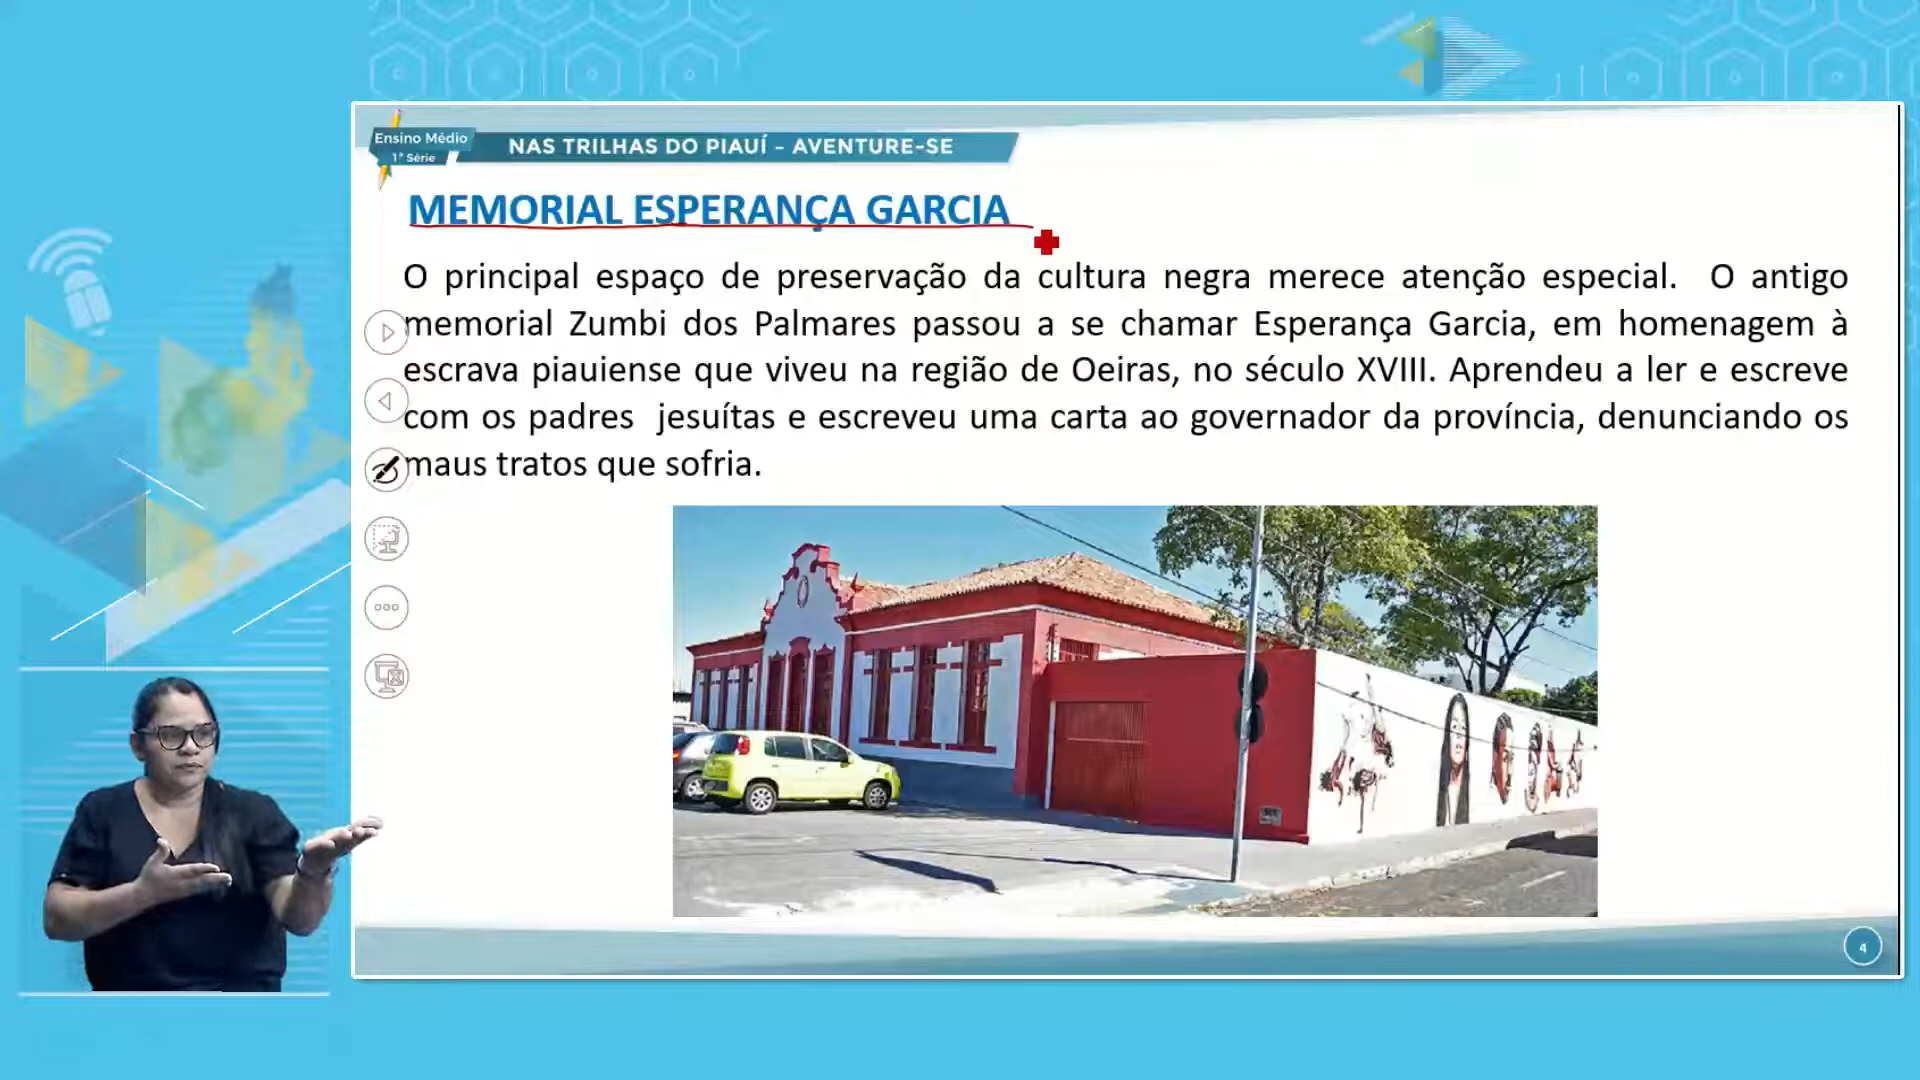 Ensino Médio
1ª Série
NAS TRILHAS DO PIAUÍ – AVENTURE-SE
MEMORIAL ESPERANÇA GARCIA
O principal espaço de preservação da cultura negra merece atenção especial. O antigo
memorial Zumbi dos Palmares passou a se chamar Esperança Garcia, em homenagem à
escrava piauiense que viveu na região de Oeiras, no século XVIII. Aprendeu a ler e escreve
com os padres jesuítas e escreveu uma carta ao governador da província, denunciando os
maus tratos que sofria.
4